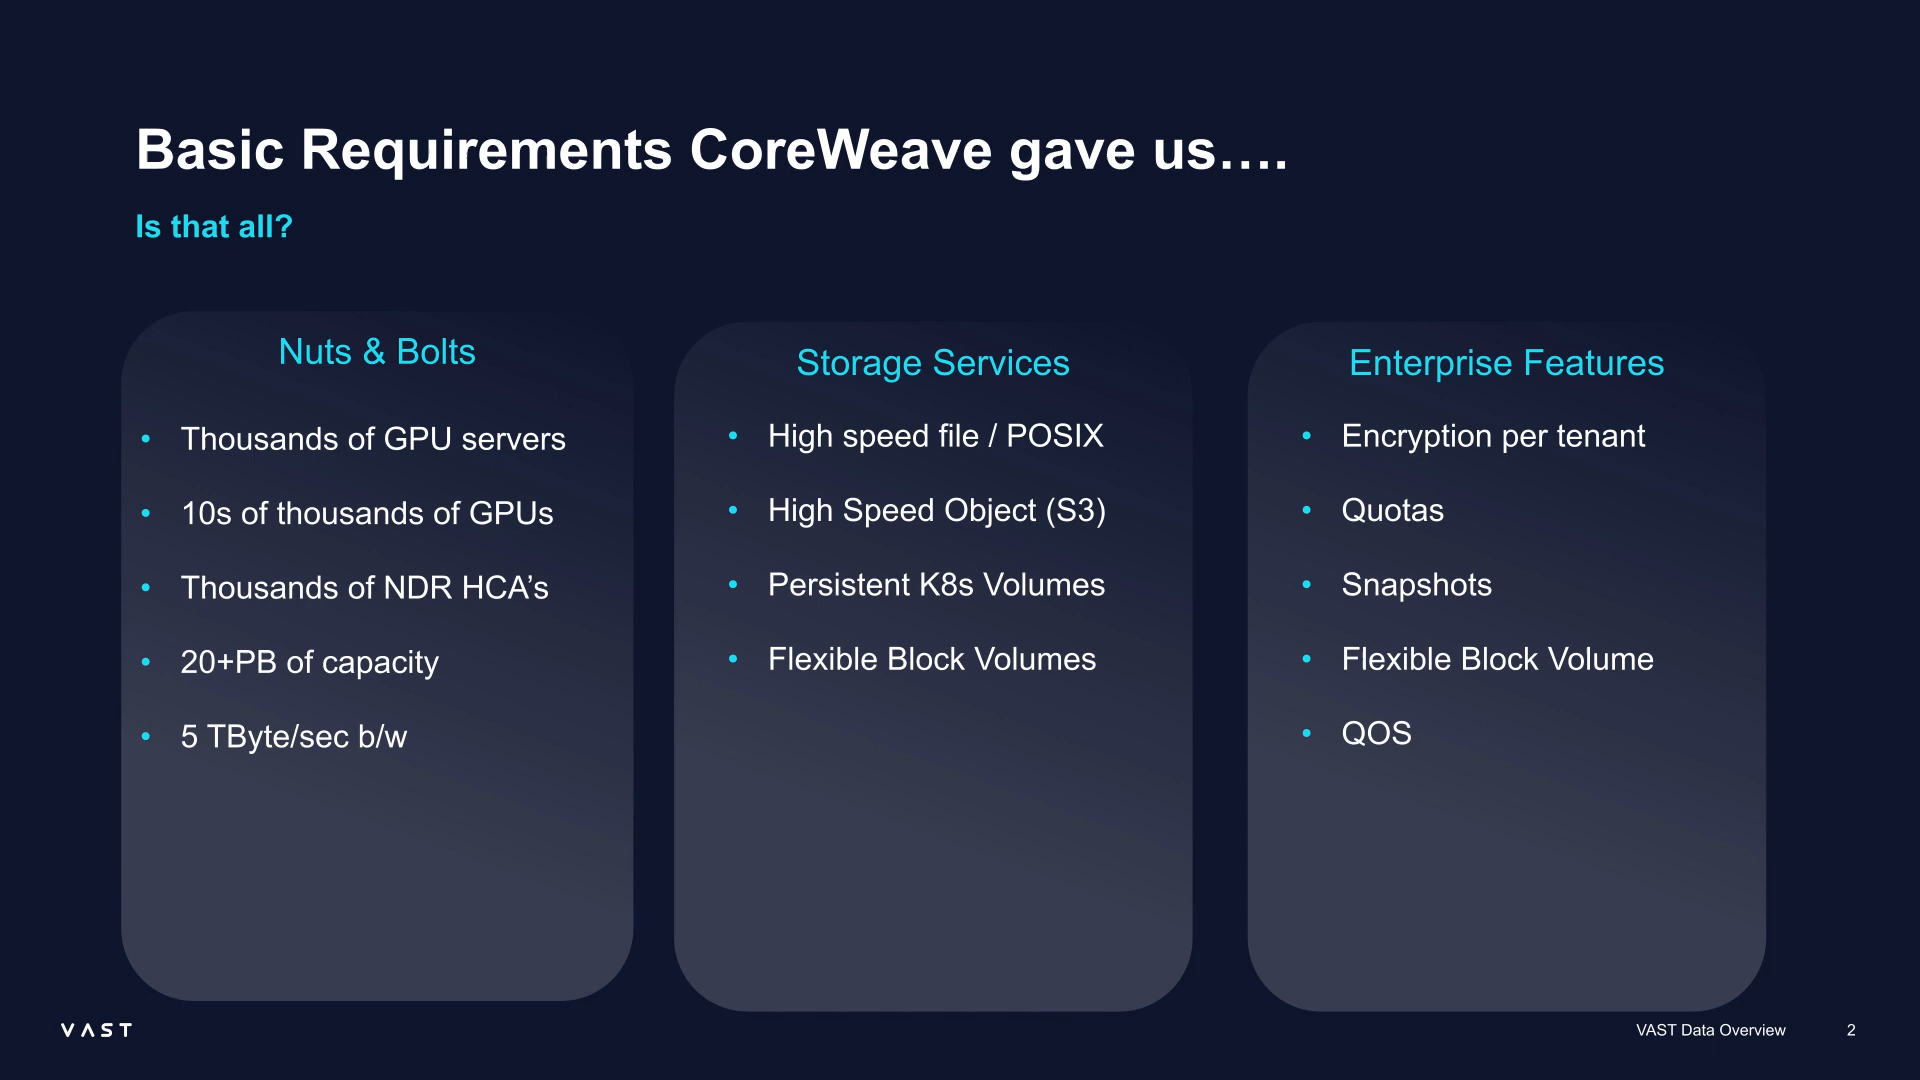 Basic Requirements CoreWeave gave us….
Is that all?
Nuts & Bolts
• Thousands of GPU servers
• 10s of thousands of GPUs
• Thousands of NDR HCA’s
• 20+PB of capacity
• 5 TByte/sec b/w
Storage Services
• High speed file / POSIX
• High Speed Object (S3)
• Persistent K8s Volumes
• Flexible Block Volumes
Enterprise Features
• Encryption per tenant
• Quotas
• Snapshots
• Flexible Block Volume
• QOS
VAST
VAST Data Overview
2